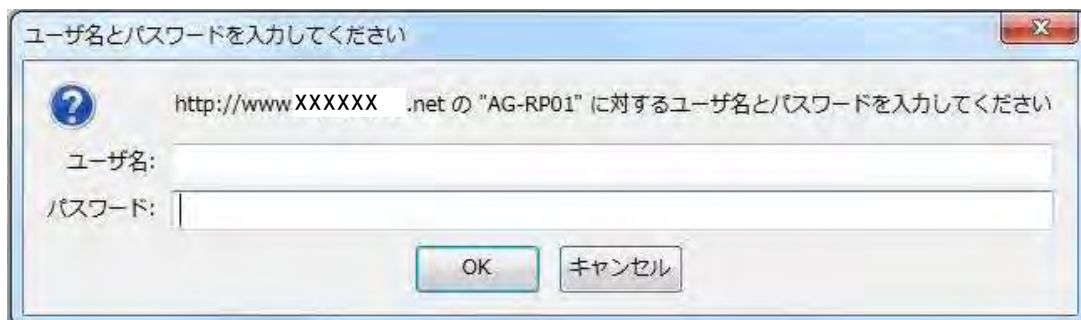 ユーザ名とパスワードを入力してください
http://www XXXXXX .net の "AG-RP01" に対するユーザ名とパスワードを入力してください
ユーザ名:
パスワード:
OK キャンセル